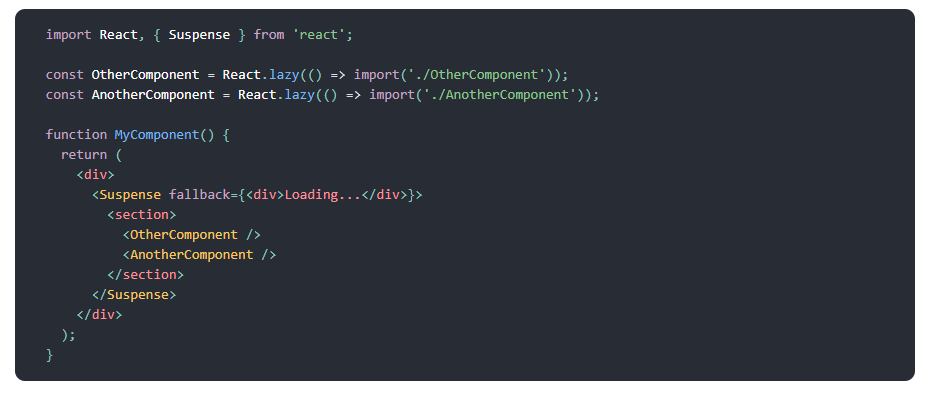 import React, { Suspense } from 'react';
const OtherComponent = React.lazy(() => import('./OtherComponent'));
const AnotherComponent = React.lazy(() => import('./AnotherComponent'));
function MyComponent() {
  return (
    <div>
      <Suspense fallback={<div>Loading...</div>}>
        <section>
          <OtherComponent />
          <AnotherComponent />
        </section>
      </Suspense>
    </div>
  );
}